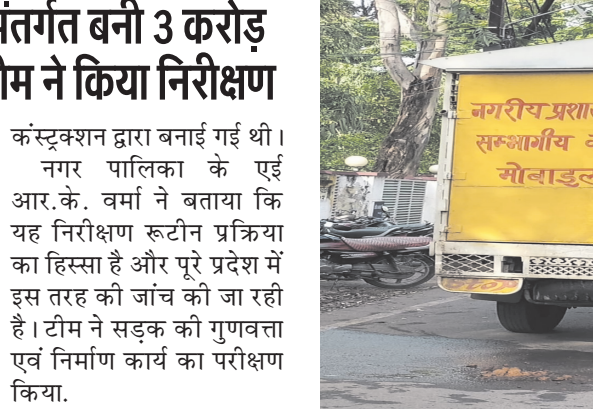 अंतर्गत बनी 3 करोड़
टीम ने किया निरीक्षण
कंस्ट्रक्शन द्वारा बनाई गई थी।
नगर पालिका के एई
आर.के. वर्मा ने बताया कि
यह निरीक्षण रूटीन प्रक्रिया
का हिस्सा है और पूरे प्रदेश में
इस तरह की जांच की जा रही
है। टीम ने सड़क की गुणवत्ता
एवं निर्माण कार्य का परीक्षण
किया.
नगरीय प्रशा
सम्भागीय
मोबाइल